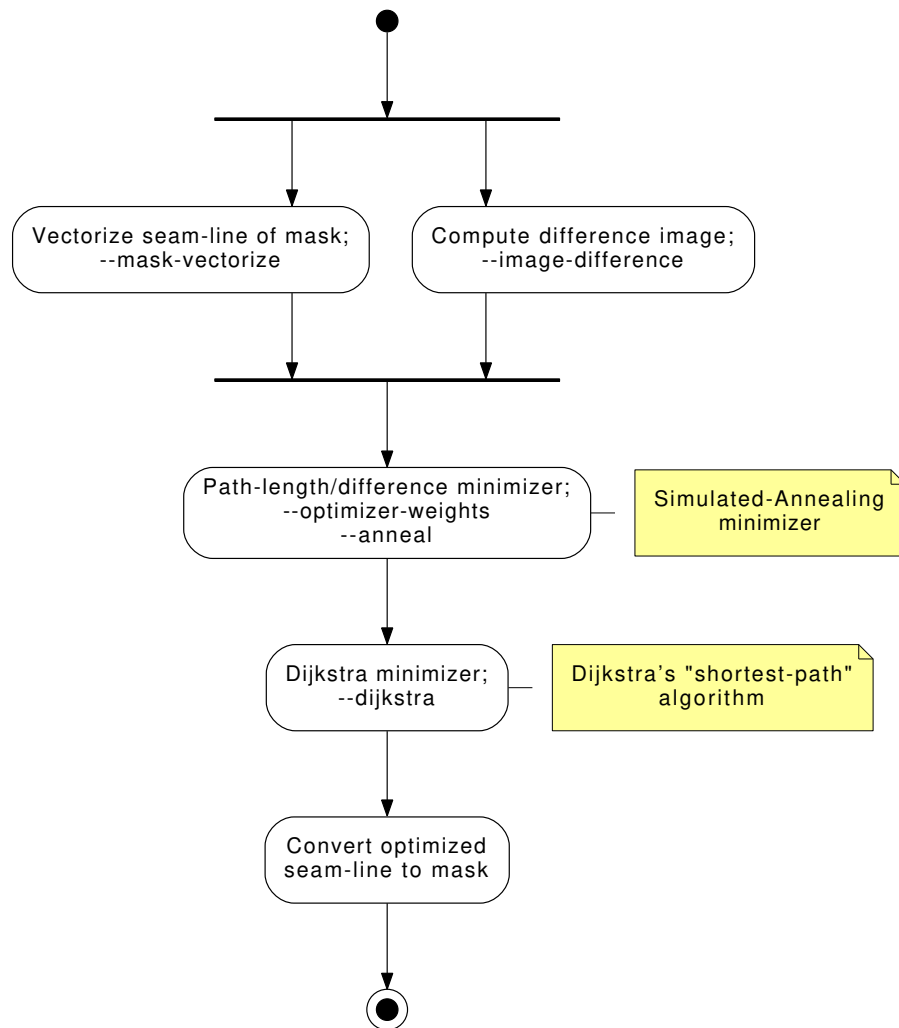 Vectorize seam-line of mask;
--mask-vectorize
Compute difference image;
--image-difference
Path-length/difference minimizer;
--optimizer-weights
--anneal
Simulated-Annealing
minimizer
Dijkstra minimizer;
--dijkstra
Dijkstra's "shortest-path"
algorithm
Convert optimized
seam-line to mask